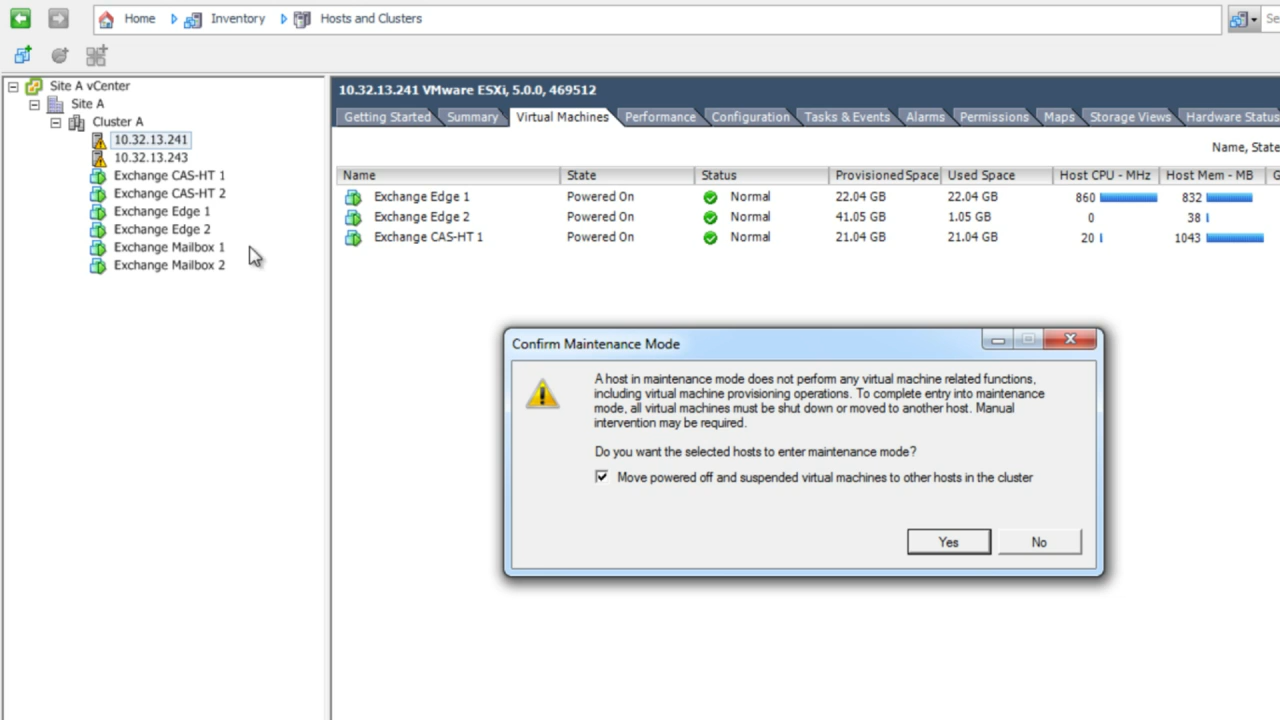 Home Inventory Hosts and Clusters Se
Site A vCenter
Site A
Cluster A
10.32.13.241
10.32.13.243
Exchange CAS-HT 1
Exchange CAS-HT 2
Exchange Edge 1
Exchange Edge 2
Exchange Mailbox 1
Exchange Mailbox 2
10.32.13.241 VMware ESXi, 5.0.0, 469512
Getting Started Summary Virtual Machines Performance Configuration Tasks & Events Alarms Permissions Maps Storage Views Hardware Status
Name, State
Name State Status Provisioned Space Used Space Host CPU - MHz Host Mem - MB G
Exchange Edge 1 Powered On Normal 22.04 GB 22.04 GB 860 832
Exchange Edge 2 Powered On Normal 41.05 GB 1.05 GB 0 38
Exchange CAS-HT 1 Powered On Normal 21.04 GB 21.04 GB 20 1043
Confirm Maintenance Mode
A host in maintenance mode does not perform any virtual machine related functions,
including virtual machine provisioning operations. To complete entry into maintenance
mode, all virtual machines must be shut down or moved to another host. Manual
intervention may be required.
Do you want the selected hosts to enter maintenance mode?
Move powered off and suspended virtual machines to other hosts in the cluster
Yes No